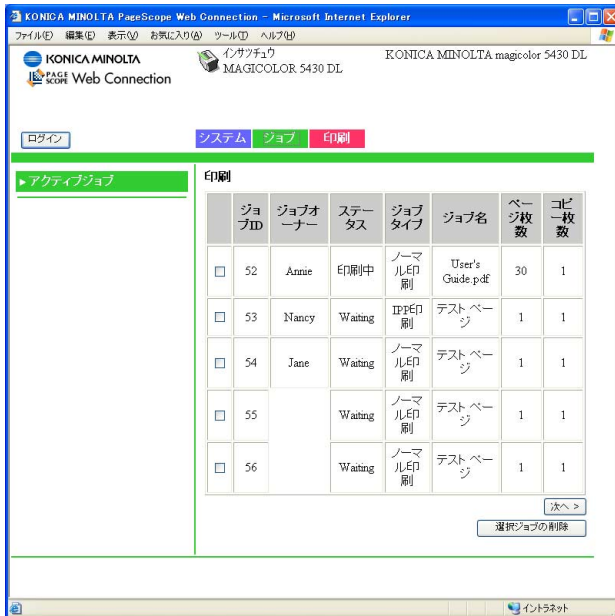 KONICA MINOLTA PageScope Web Connection - Microsoft Internet Explorer
ファイル(F) 編集(E) 表示(V) お気に入り(A) ツール(T) ヘルプ(H)
KONICA MINOLTA
PAGE SCOPE Web Connection
インサツチュウ
MAGICOLOR 5430 DL
KONICA MINOLTA magicolor 5430 DL
ログイン
システム ジョブ 印刷
アクティブジョブ
印刷
ジョブID ジョブオーナー ステータス ジョブタイプ ジョブ名 ページ枚数 コピー枚数
52 Annie 印刷中 ノーマル印刷 User's Guide.pdf 30 1
53 Nancy Waiting IPP印刷 テスト ページ 1 1
54 Jane Waiting ノーマル印刷 テスト ページ 1 1
55 Waiting ノーマル印刷 テスト ページ 1 1
56 Waiting ノーマル印刷 テスト ページ 1 1
次へ >
選択ジョブの削除
イントラネット